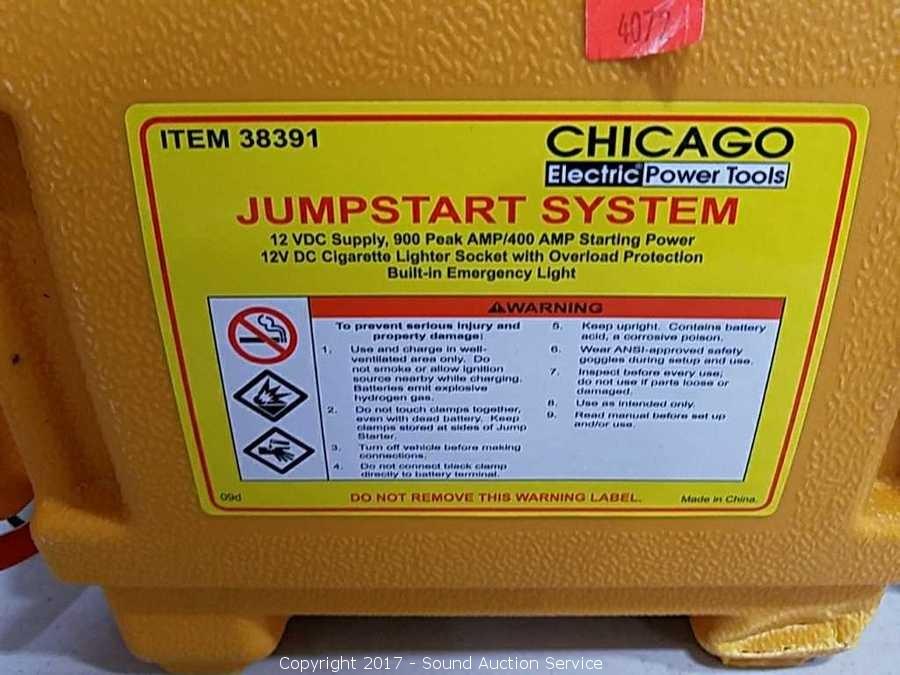 4077
ITEM 38391
CHICAGO
Electric Power Tools
JUMPSTART SYSTEM
12 VDC Supply, 900 Peak AMP/400 AMP Starting Power
12V DC Cigarette Lighter Socket with Overload Protection
Built-in Emergency Light
WARNING
To prevent serious injury and
property damage:
1. Use and charge in well-
ventilated area only. Do
not smoke or allow ignition
source nearby while charging.
Batteries emit explosive
hydrogen gas.
2. Do not touch clamps together,
even with dead battery. Keep
clamps stored at sides of Jump
Starter.
3. Turn off vehicle before making
connections.
4. Do not connect black clamp
directly to battery terminal.
5. Keep upright. Contains battery
acid, a corrosive poison.
6. Wear ANSI-approved safety
goggles during setup and use.
7. Inspect before every use;
do not use if parts loose or
damaged.
8. Use as intended only.
9. Read manual before set up
and/or use.
09d
DO NOT REMOVE THIS WARNING LABEL.
Made in China.
Copyright 2017 - Sound Auction Service